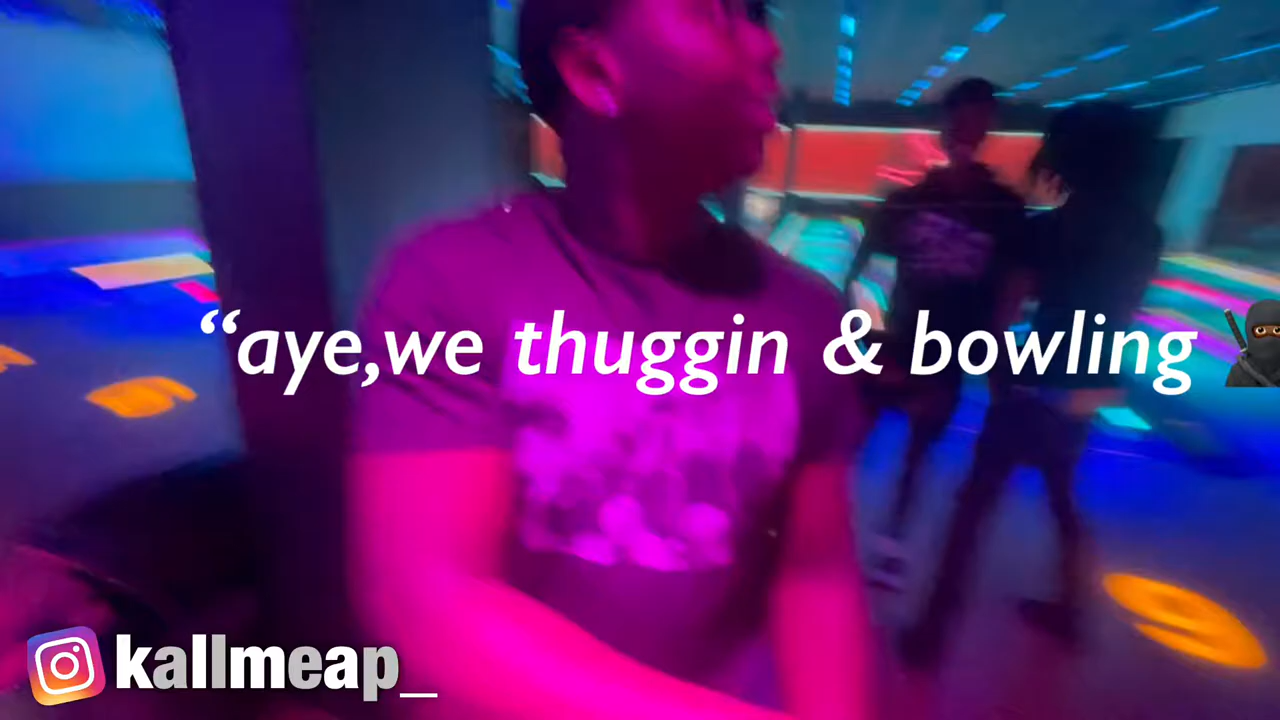 “aye,we thuggin & bowling 🥷
kallmeap_